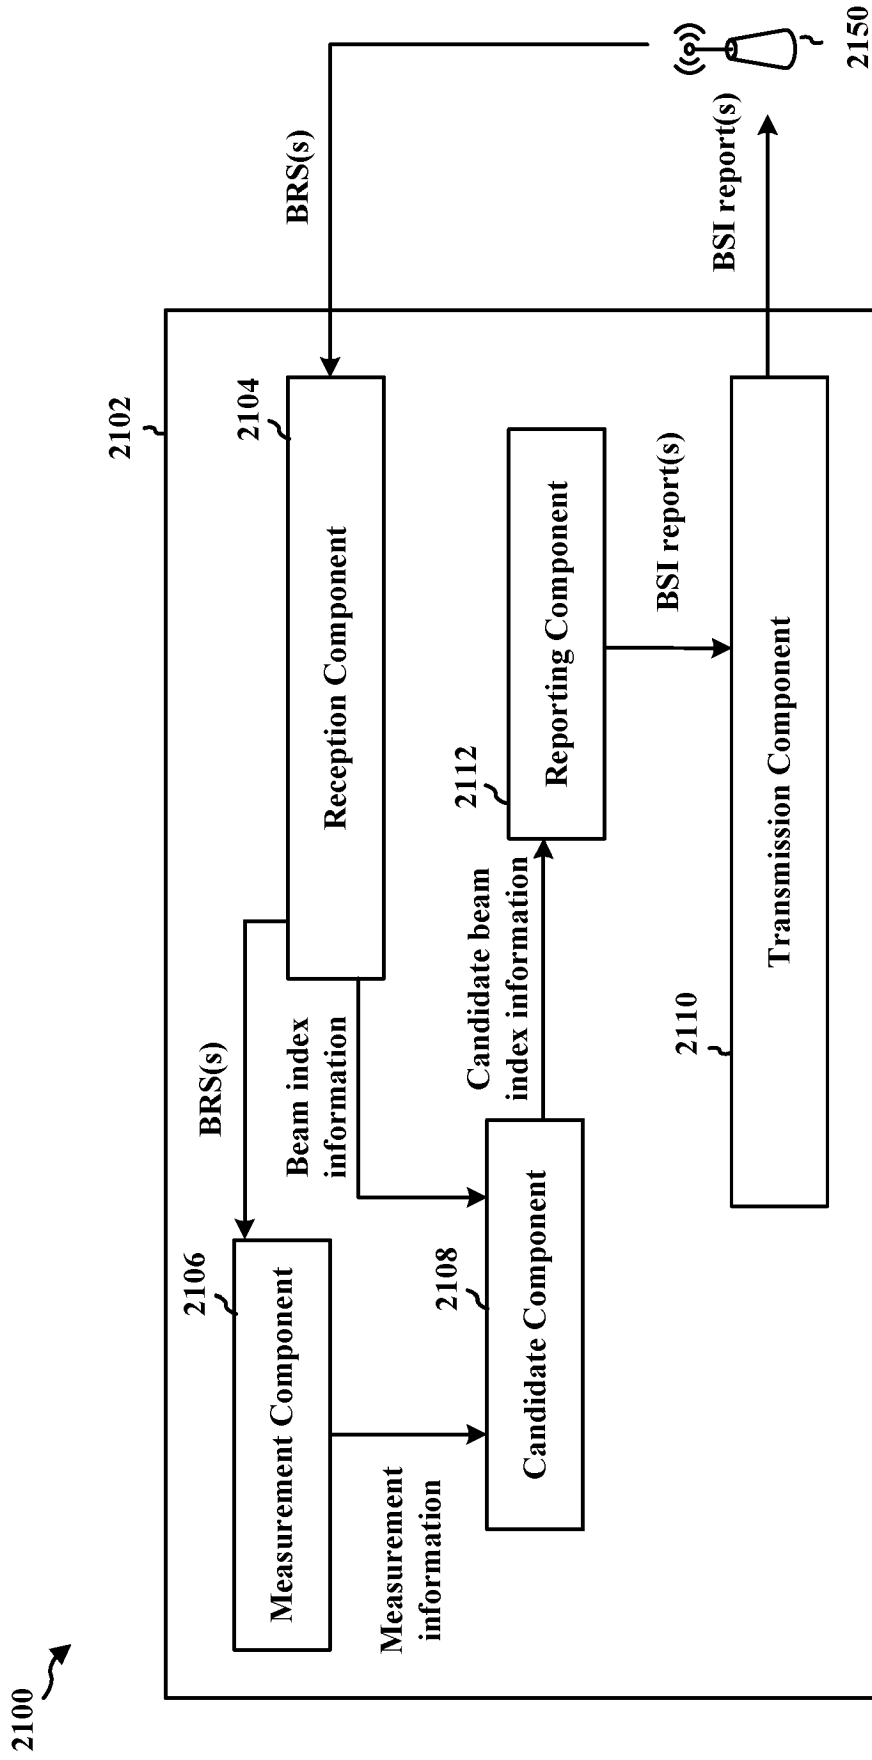 2100
2102
2106
Measurement Component
BRS(s)
2104
Reception Component
BRS(s)
Beam index
information
Measurement
information
2108
Candidate Component
Candidate beam
index information
2112
Reporting Component
BSI report(s)
2110
Transmission Component
BSI report(s)
2150